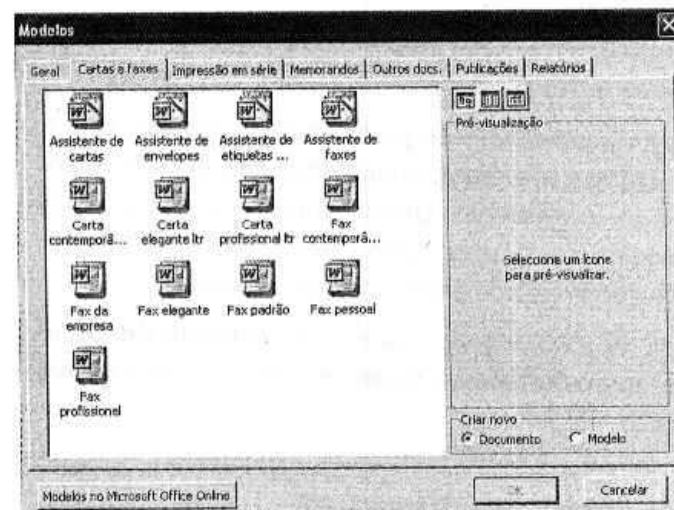 Modelos
Geral Cartas e faxes Impressão em série Memorandos Outros docs. Publicações Relatórios
Assistente de cartas
Assistente de envelopes
Assistente de etiquetas ...
Assistente de faxes
Carta contemporâ...
Carta elegante ltr
Carta profissional ltr
Fax contemporâ...
Fax da empresa
Fax elegante
Fax padrão
Fax pessoal
Fax profissional
Pré-visualização
Seleccione um ícone
para pré-visualizar.
Criar novo
Documento Modelo
Modelos no Microsoft Office Online
OK Cancelar